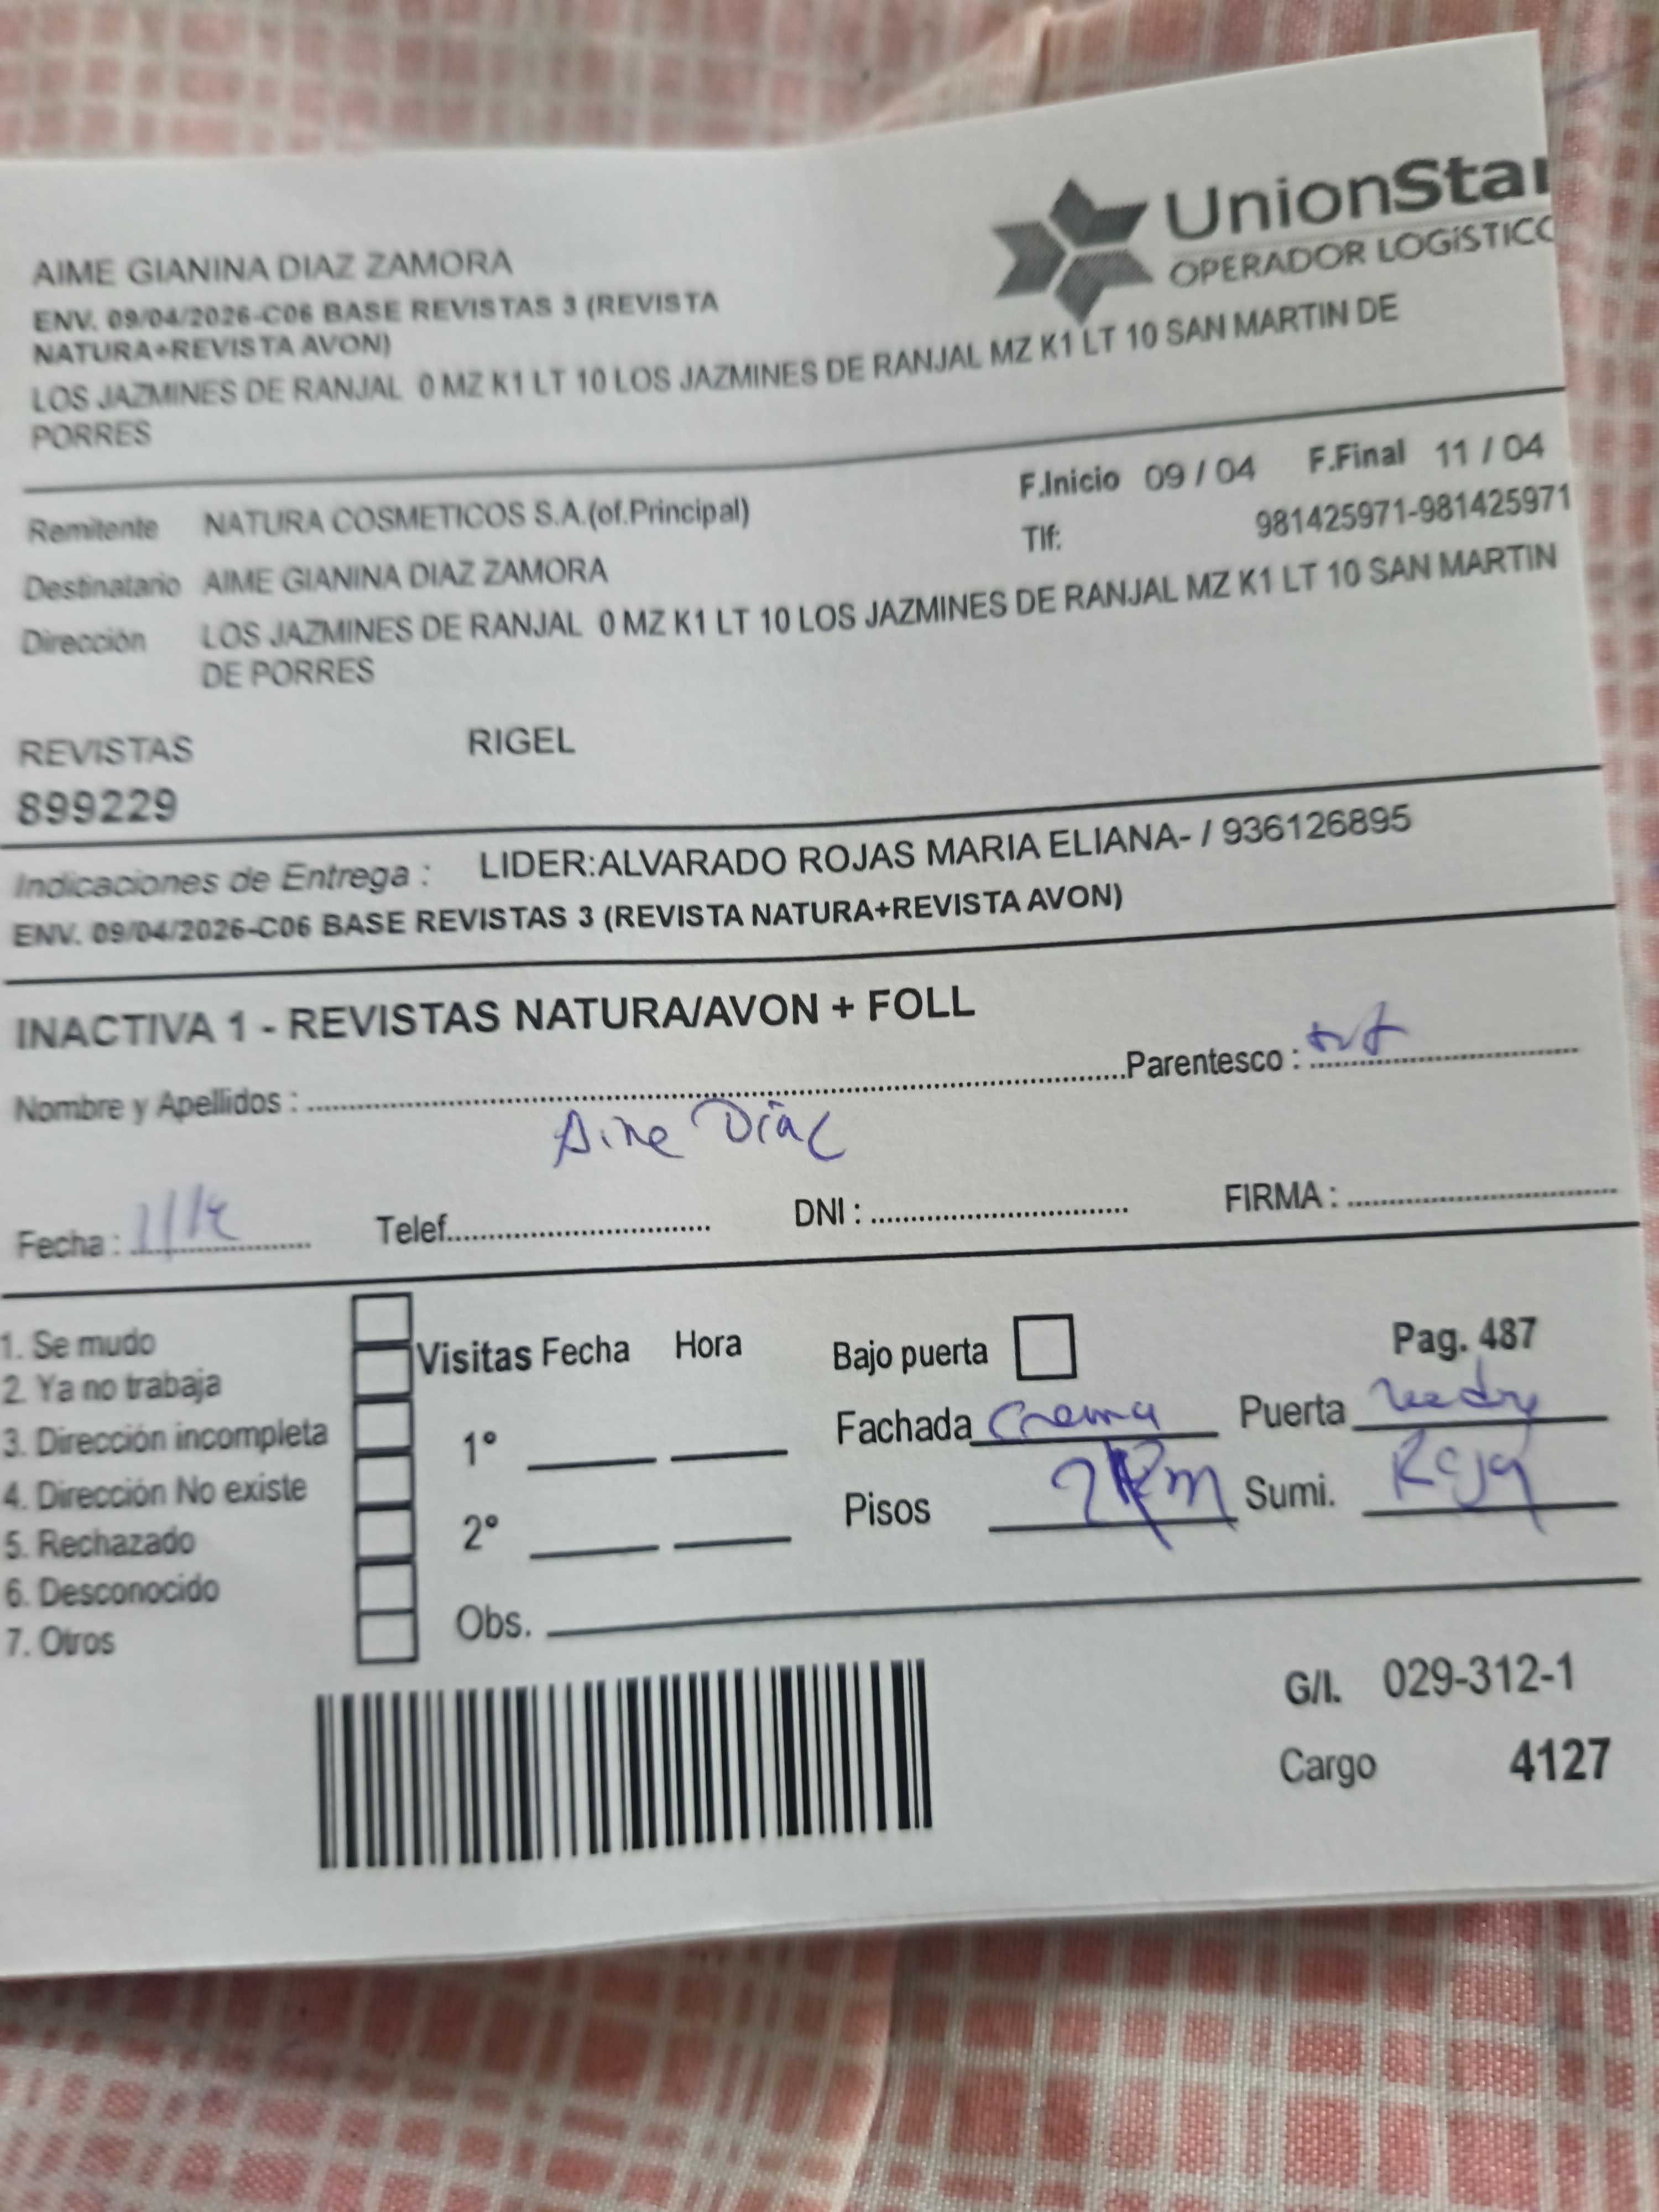 UnionStar
OPERADOR LOGÍSTICO
AIME GIANINA DIAZ ZAMORA
ENV. 09/04/2026-C06 BASE REVISTAS 3 (REVISTA
NATURA+REVISTA AVON)
LOS JAZMINES DE RANJAL 0 MZ K1 LT 10 LOS JAZMINES DE RANJAL MZ K1 LT 10 SAN MARTIN DE
PORRES
F.Inicio 09 / 04 F.Final 11 / 04
Remitente NATURA COSMETICOS S.A.(of.Principal)
Tlf: 981425971-981425971
Destinatario AIME GIANINA DIAZ ZAMORA
Dirección LOS JAZMINES DE RANJAL 0 MZ K1 LT 10 LOS JAZMINES DE RANJAL MZ K1 LT 10 SAN MARTIN
DE PORRES
REVISTAS RIGEL
899229
Indicaciones de Entrega : LIDER:ALVARADO ROJAS MARIA ELIANA- / 936126895
ENV. 09/04/2026-C06 BASE REVISTAS 3 (REVISTA NATURA+REVISTA AVON)
INACTIVA 1 - REVISTAS NATURA/AVON + FOLL
Nombre y Apellidos : Parentesco :
Aime Diaz
Fecha : Telef. DNI : FIRMA :
1. Se mudo
2. Ya no trabaja
3. Dirección incompleta
4. Dirección No existe
5. Rechazado
6. Desconocido
7. Otros
Visitas Fecha Hora
1°
2°
Obs.
Bajo puerta Pag. 487
Fachada Crema Puerta
Pisos Sumi. Roja
G/I. 029-312-1
Cargo 4127